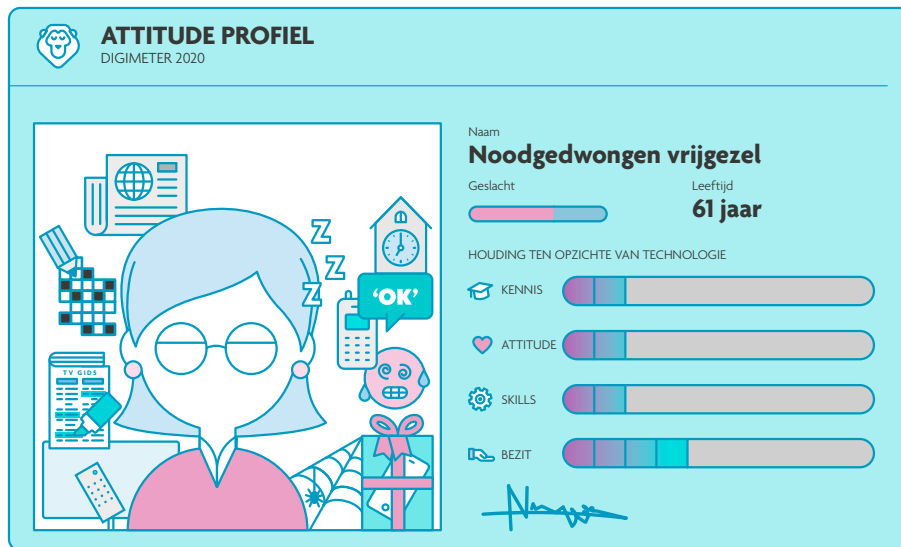 ATTITUDE PROFIEL
DIGIMETER 2020
Naam
Noodgedwongen vrijgezel
Geslacht
Leeftijd
61 jaar
HOUDING TEN OPZICHTE VAN TECHNOLOGIE
KENNIS
ATTITUDE
SKILLS
BEZIT
Z
Z
Z
'OK'
TV GIDS